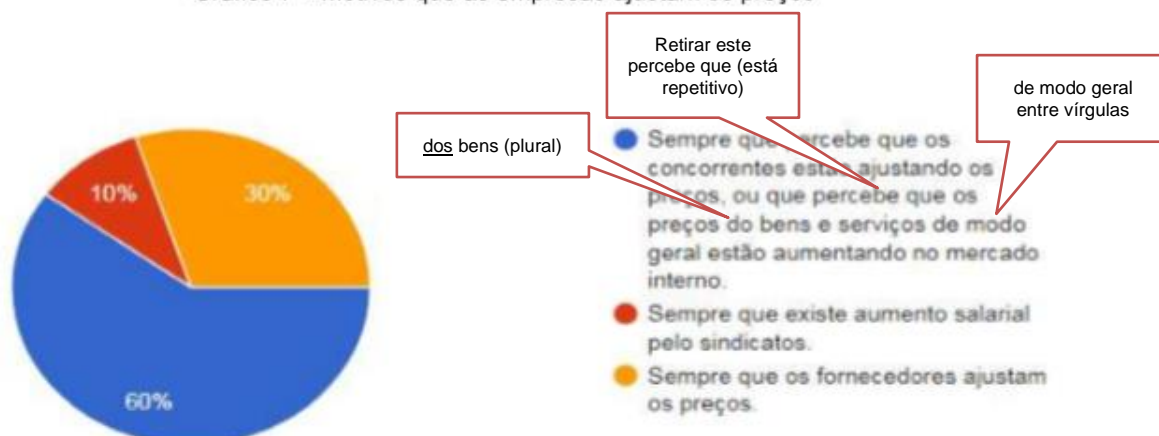 Retirar este
percebe que (está
repetitivo)
de modo geral
entre vírgulas
dos bens (plural)
Sempre que percebe que os
concorrentes estão ajustando os
preços, ou que percebe que os
preços do bens e serviços de modo
geral estão aumentando no mercado
interno.
Sempre que existe aumento salarial
pelo sindicatos.
Sempre que os fornecedores ajustam
os preços.
10%
30%
60%